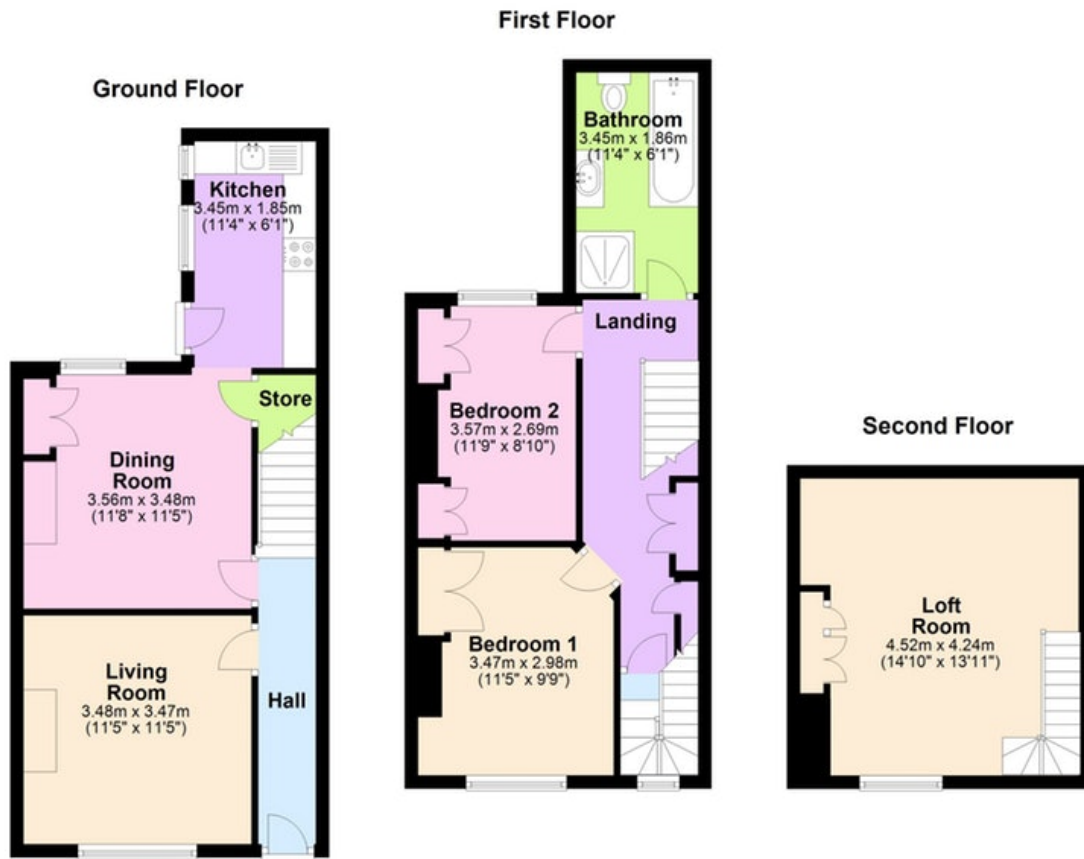 Ground Floor
Kitchen
3.45m x 1.85m
(11'4" x 6'1")
Store
Dining
Room
3.56m x 3.48m
(11'8" x 11'5")
Living
Room
3.48m x 3.47m
(11'5" x 11'5")
Hall
First Floor
Bathroom
3.45m x 1.86m
(11'4" x 6'1")
Landing
Bedroom 2
3.57m x 2.69m
(11'9" x 8'10")
Bedroom 1
3.47m x 2.98m
(11'5" x 9'9")
Second Floor
Loft
Room
4.52m x 4.24m
(14'10" x 13'11")